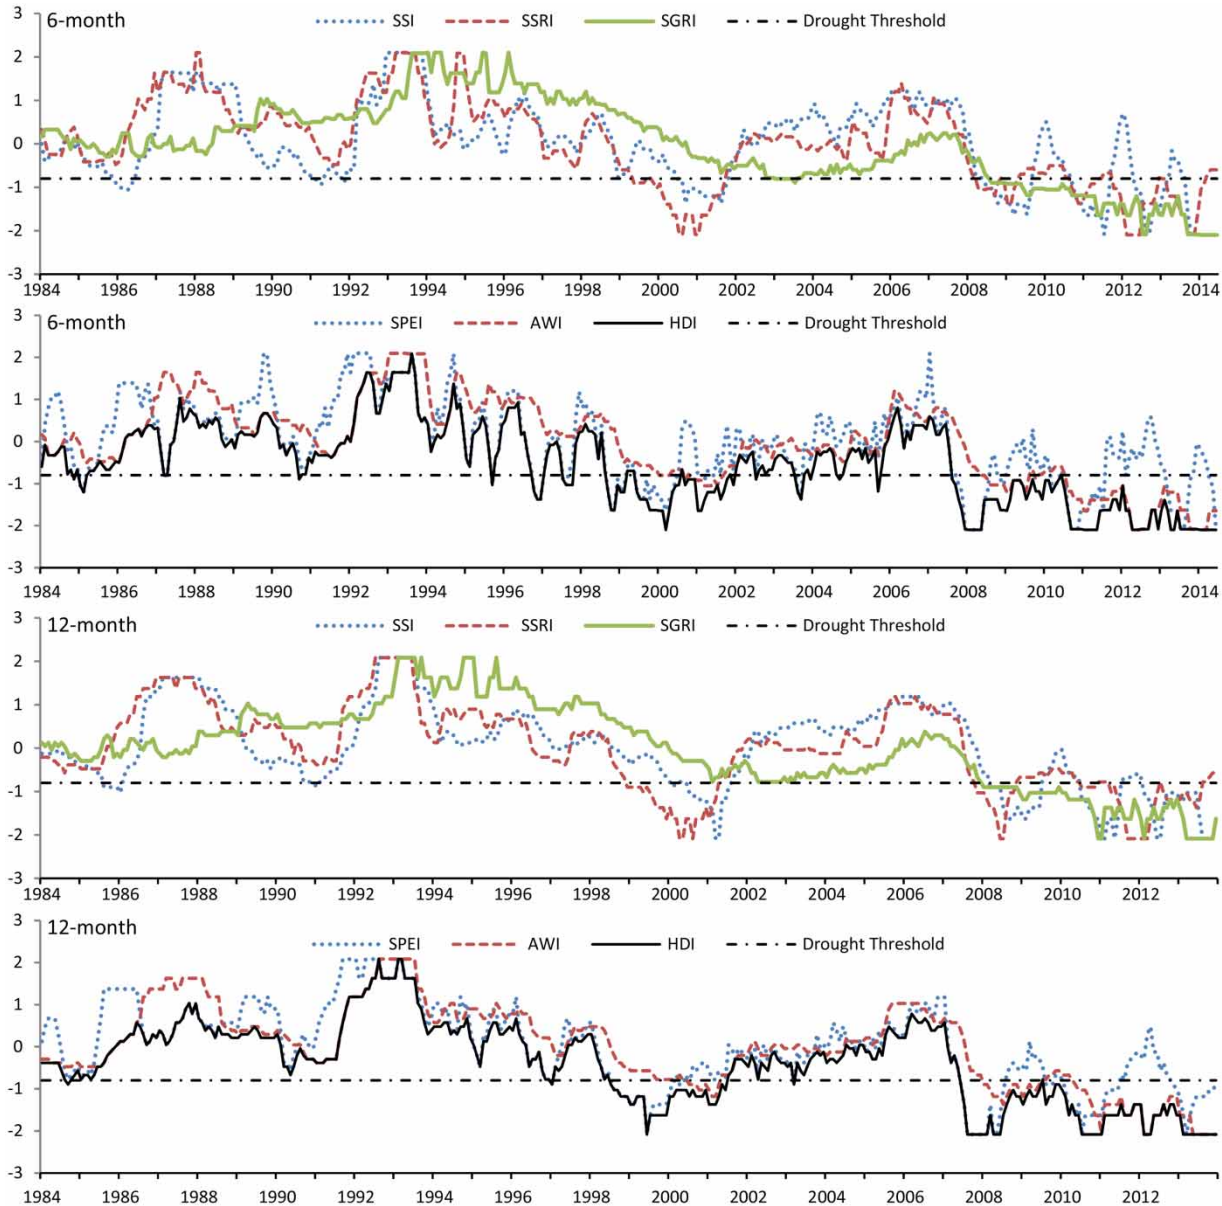 6-month
SSI SSRI SGRI Drought Threshold
3
2
1
0
-1
-2
-3
1984 1986 1988 1990 1992 1994 1996 1998 2000 2002 2004 2006 2008 2010 2012 2014
6-month
SPEI AWI HDI Drought Threshold
3
2
1
0
-1
-2
-3
1984 1986 1988 1990 1992 1994 1996 1998 2000 2002 2004 2006 2008 2010 2012 2014
12-month
SSI SSRI SGRI Drought Threshold
3
2
1
0
-1
-2
-3
1984 1986 1988 1990 1992 1994 1996 1998 2000 2002 2004 2006 2008 2010 2012
12-month
SPEI AWI HDI Drought Threshold
3
2
1
0
-1
-2
-3
1984 1986 1988 1990 1992 1994 1996 1998 2000 2002 2004 2006 2008 2010 2012